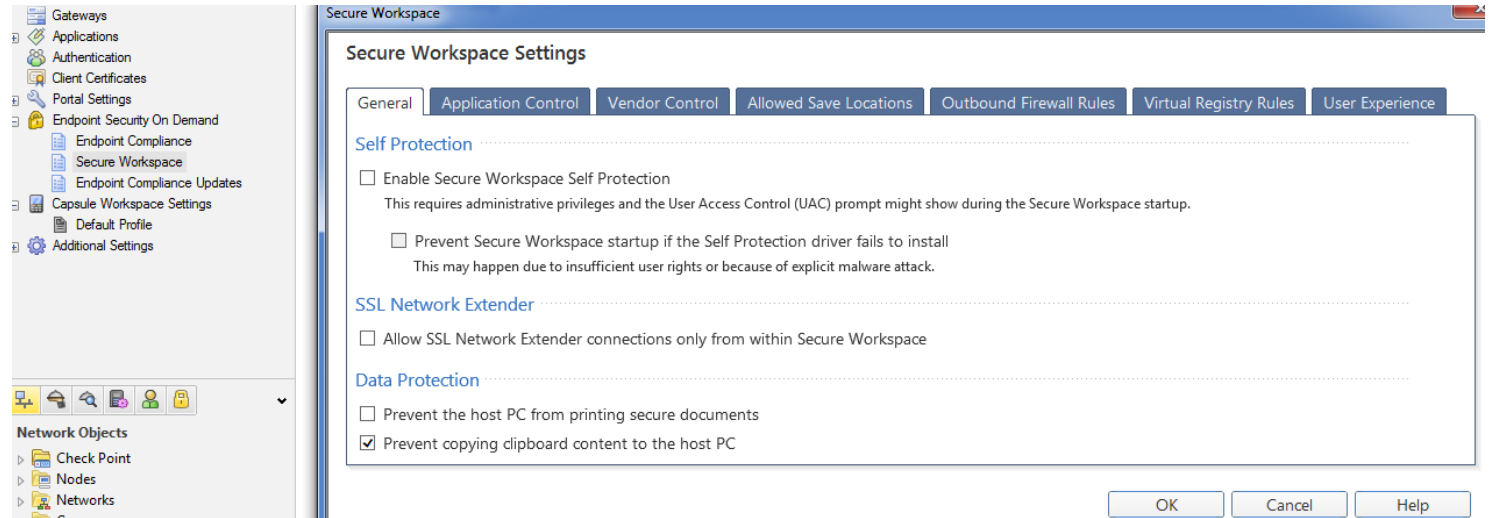 Gateways
Applications
Authentication
Client Certificates
Portal Settings
Endpoint Security On Demand
Endpoint Compliance
Secure Workspace
Endpoint Compliance Updates
Capsule Workspace Settings
Default Profile
Additional Settings
Network Objects
Check Point
Nodes
Networks
Secure Workspace
Secure Workspace Settings
General Application Control Vendor Control Allowed Save Locations Outbound Firewall Rules Virtual Registry Rules User Experience
Self Protection
Enable Secure Workspace Self Protection
This requires administrative privileges and the User Access Control (UAC) prompt might show during the Secure Workspace startup.
Prevent Secure Workspace startup if the Self Protection driver fails to install
This may happen due to insufficient user rights or because of explicit malware attack.
SSL Network Extender
Allow SSL Network Extender connections only from within Secure Workspace
Data Protection
Prevent the host PC from printing secure documents
Prevent copying clipboard content to the host PC
OK Cancel Help